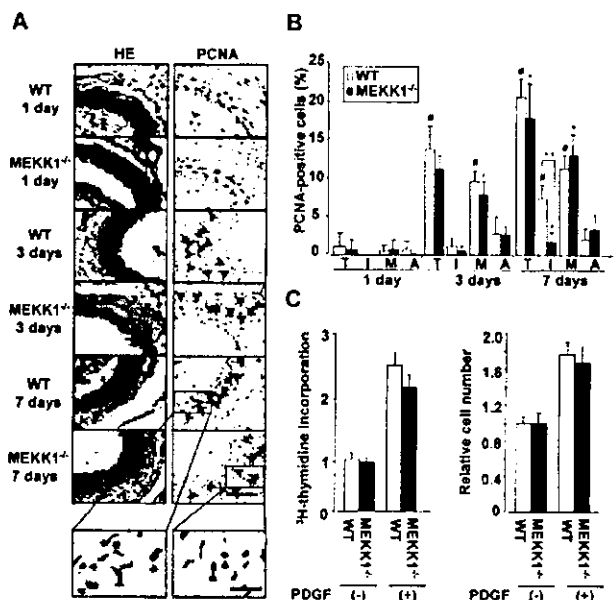 A
HE PCNA
WT
1 day
MEKK1-/-
1 day
WT
3 days
MEKK1-/-
3 days
WT
7 days
MEKK1-/-
7 days
B
PCNA-positive cells (%)
25
20
15
10
5
0
WT
MEKK1-/-
# * # * # * # ** * # *
T I M A T I M A T I M A
1 day 3 days 7 days
C
³H-thymidine Incorporation
3
2
1
0
WT MEKK1-/- WT MEKK1-/-
PDGF (-) (+)
Relative cell number
2.0
1.6
1.2
0.8
0.4
0
WT MEKK1-/- WT MEKK1-/-
PDGF (-) (+)